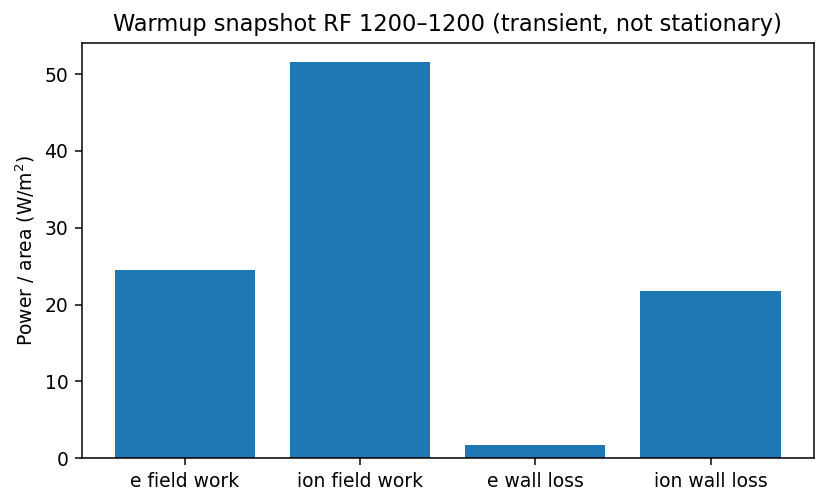 Warmup snapshot RF 1200–1200 (transient, not stationary)
Power / area (W/m²)
50
40
30
20
10
0
e field work ion field work e wall loss ion wall loss